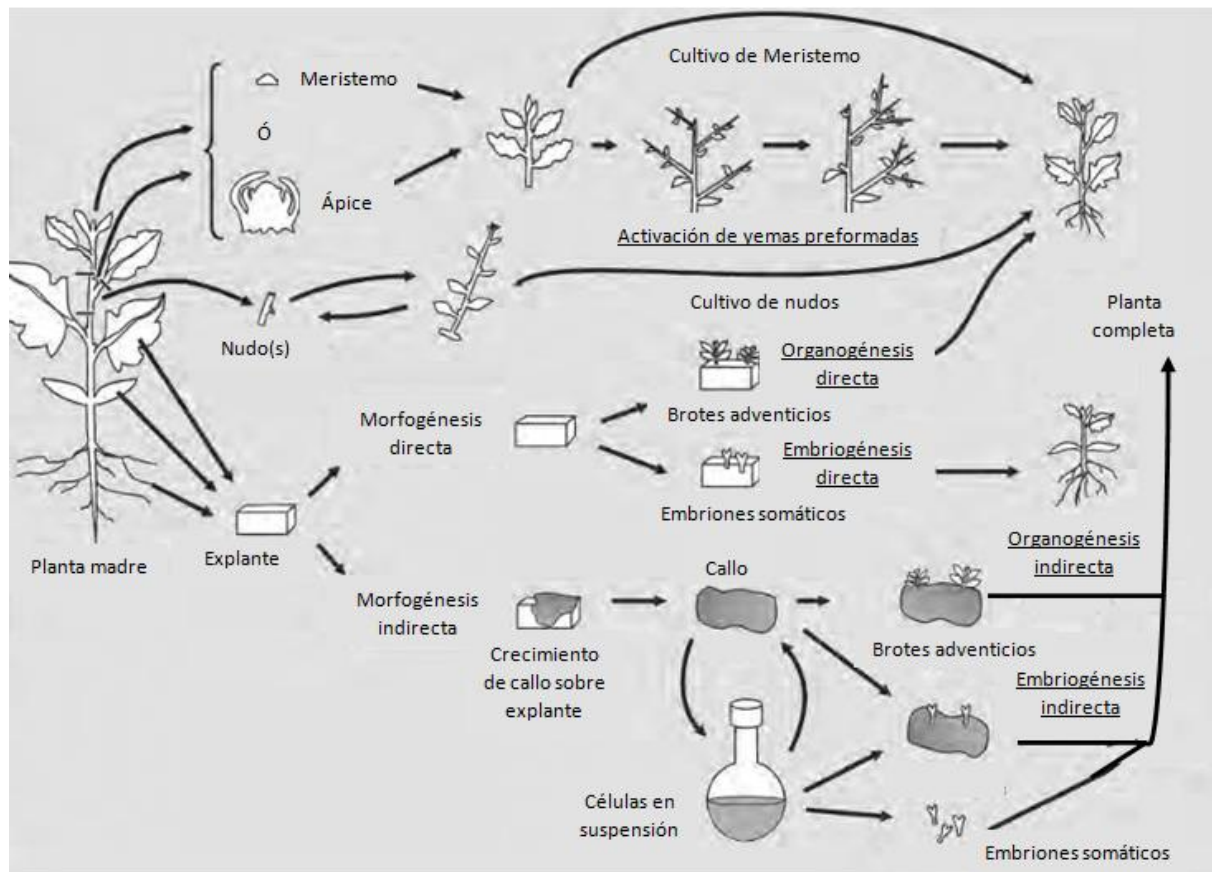 Cultivo de Meristemo
Meristemo
Ó
Ápice
Activación de yemas preformadas
Cultivo de nudos
Planta
completa
Nudo(s)
Organogénesis
directa
Morfogénesis
directa
Brotes adventicios
Embriogénesis
directa
Embriones somáticos
Planta madre
Explante
Organogénesis
indirecta
Callo
Morfogénesis
indirecta
Crecimiento
de callo sobre
explante
Brotes adventicios
Embriogénesis
indirecta
Células en
suspensión
Embriones somáticos